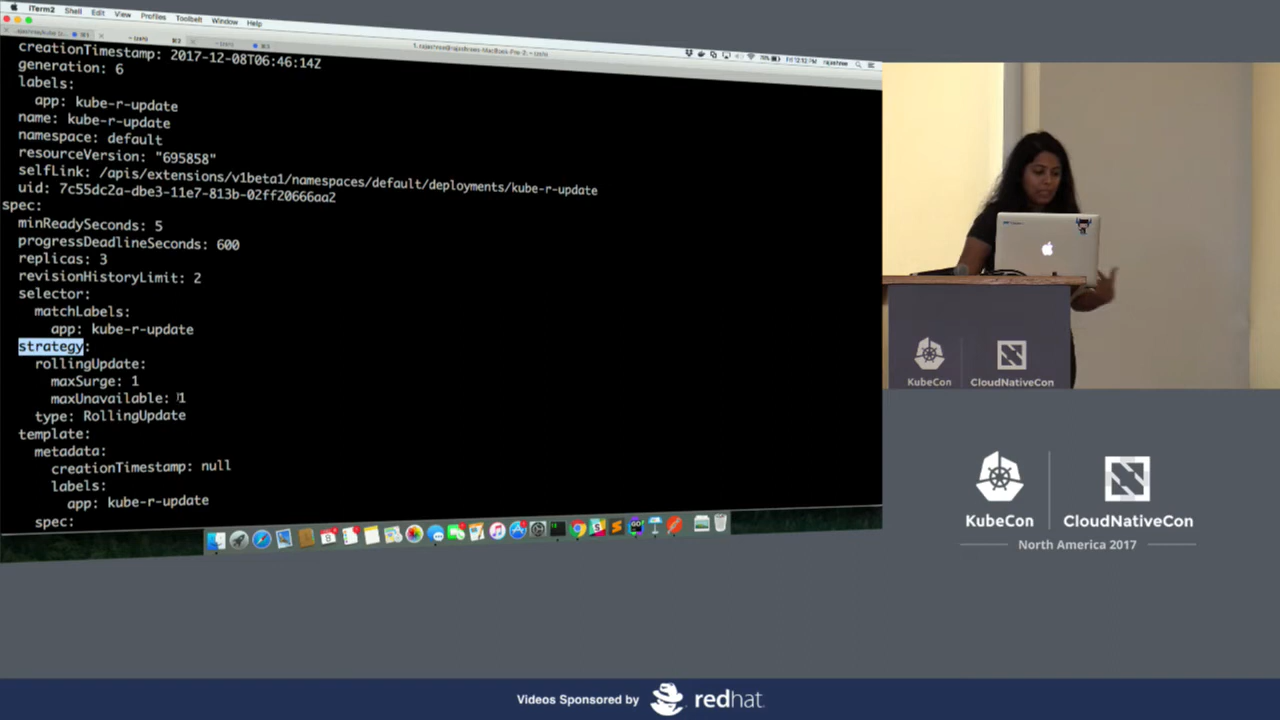 iTerm2 Shell Edit View Profiles Toolbelt Window Help
creationTimestamp: 2017-12-08T06:46:14Z
generation: 6
labels:
app: kube-r-update
name: kube-r-update
namespace: default
resourceVersion: "695858"
selfLink: /apis/extensions/v1beta1/namespaces/default/deployments/kube-r-update
uid: 7c55dc2a-dbe3-11e7-813b-02ff20666aa2
spec:
minReadySeconds: 5
progressDeadlineSeconds: 600
replicas: 3
revisionHistoryLimit: 2
selector:
matchLabels:
app: kube-r-update
strategy:
rollingUpdate:
maxSurge: 1
maxUnavailable: 1
type: RollingUpdate
template:
metadata:
creationTimestamp: null
labels:
app: kube-r-update
spec:
KubeCon CloudNativeCon
KubeCon CloudNativeCon
North America 2017
Videos Sponsored by redhat.